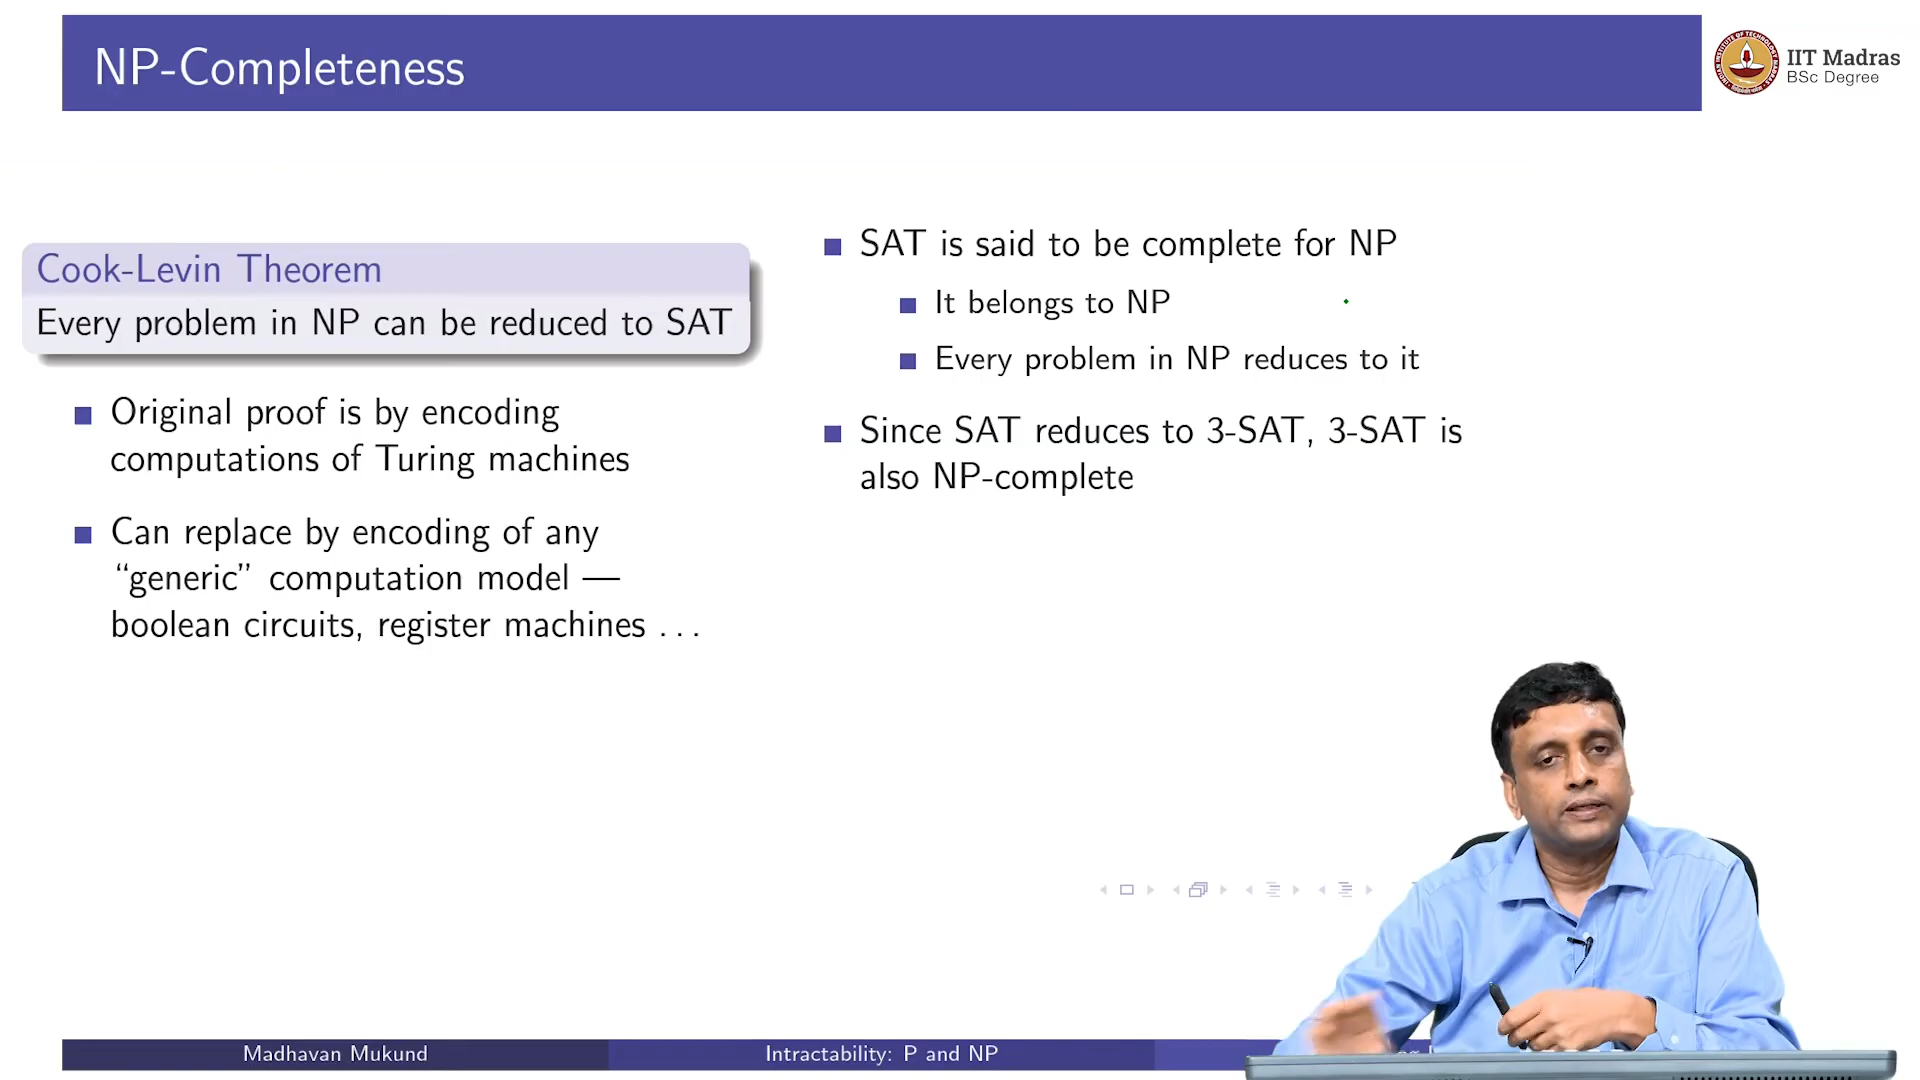 NP-Completeness
IIT Madras
BSc Degree
Cook-Levin Theorem
Every problem in NP can be reduced to SAT
■ Original proof is by encoding
computations of Turing machines
■ Can replace by encoding of any
“generic” computation model —
boolean circuits, register machines ...
■ SAT is said to be complete for NP
■ It belongs to NP
■ Every problem in NP reduces to it
■ Since SAT reduces to 3-SAT, 3-SAT is
also NP-complete
Madhavan Mukund
Intractability: P and NP